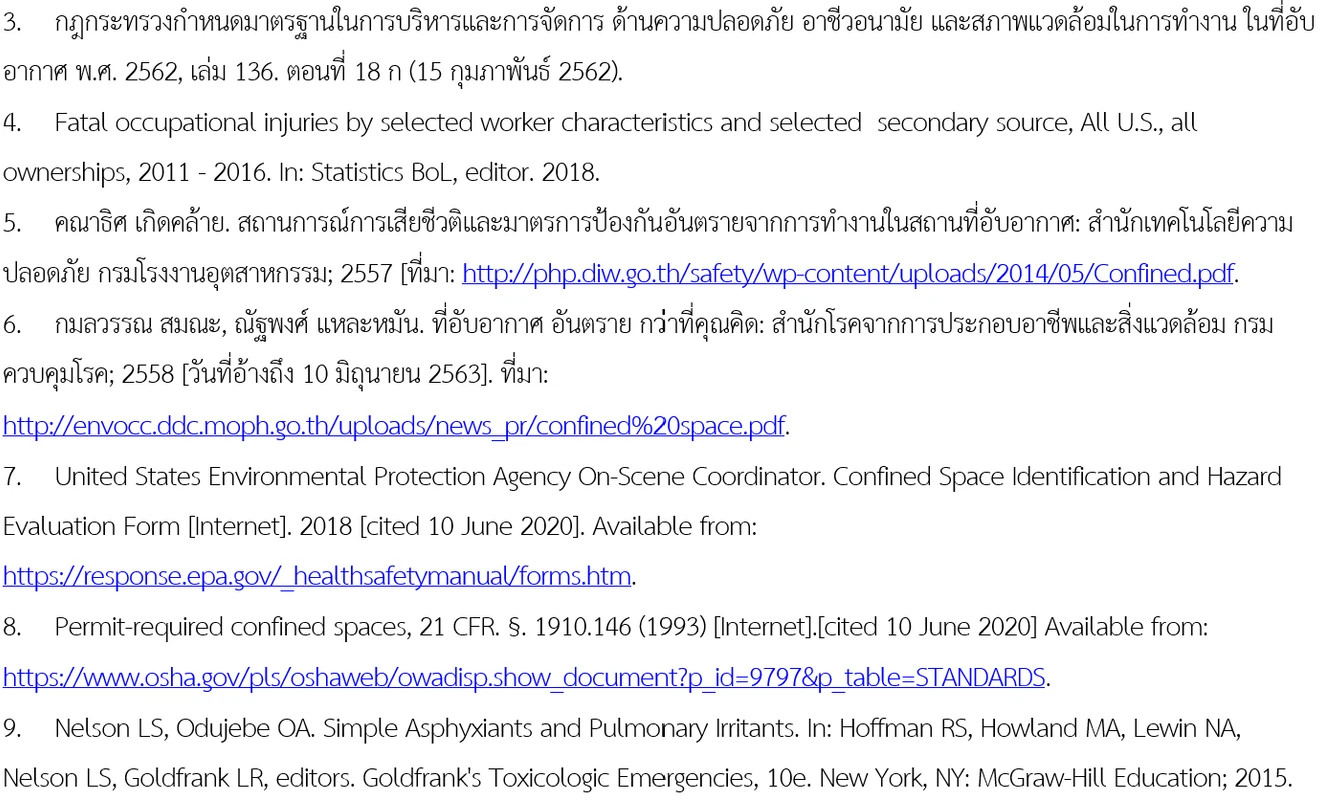 3. กฎกระทรวงกำหนดมาตรฐานในการบริหารและการจัดการ ด้านความปลอดภัย อาชีวอนามัย และสภาพแวดล้อมในการทำงาน ในที่อับ
อากาศ พ.ศ. 2562, เล่ม 136. ตอนที่ 18 ก (15 กุมภาพันธ์ 2562).
4. Fatal occupational injuries by selected worker characteristics and selected  secondary source, All U.S., all
ownerships, 2011 - 2016. In: Statistics BoL, editor. 2018.
5. คณาธิศ เกิดคล้าย. สถานการณ์การเสียชีวติและมาตรการป้องกันอันตรายจากการทำงานในสถานที่อับอากาศ: สำนักเทคโนโลยีความ
ปลอดภัย กรมโรงงานอุตสาหกรรม; 2557 [ที่มา: http://php.diw.go.th/safety/wp-content/uploads/2014/05/Confined.pdf.
6. กมลวรรณ สมณะ, ณัฐพงศ์ แหละหมัน. ที่อับอากาศ อันตราย กว่าที่คุณคิด: สำนักโรคจากการประกอบอาชีพและสิ่งแวดล้อม กรม
ควบคุมโรค; 2558 [วันที่อ้างถึง 10 มิถุนายน 2563]. ที่มา:
http://envocc.ddc.moph.go.th/uploads/news_pr/confined%20space.pdf.
7. United States Environmental Protection Agency On-Scene Coordinator. Confined Space Identification and Hazard
Evaluation Form [Internet]. 2018 [cited 10 June 2020]. Available from:
https://response.epa.gov/_healthsafetymanual/forms.htm.
8. Permit-required confined spaces, 21 CFR. §. 1910.146 (1993) [Internet].[cited 10 June 2020] Available from:
https://www.osha.gov/pls/oshaweb/owadisp.show_document?p_id=9797&p_table=STANDARDS.
9. Nelson LS, Odujebe OA. Simple Asphyxiants and Pulmonary Irritants. In: Hoffman RS, Howland MA, Lewin NA,
Nelson LS, Goldfrank LR, editors. Goldfrank's Toxicologic Emergencies, 10e. New York, NY: McGraw-Hill Education; 2015.